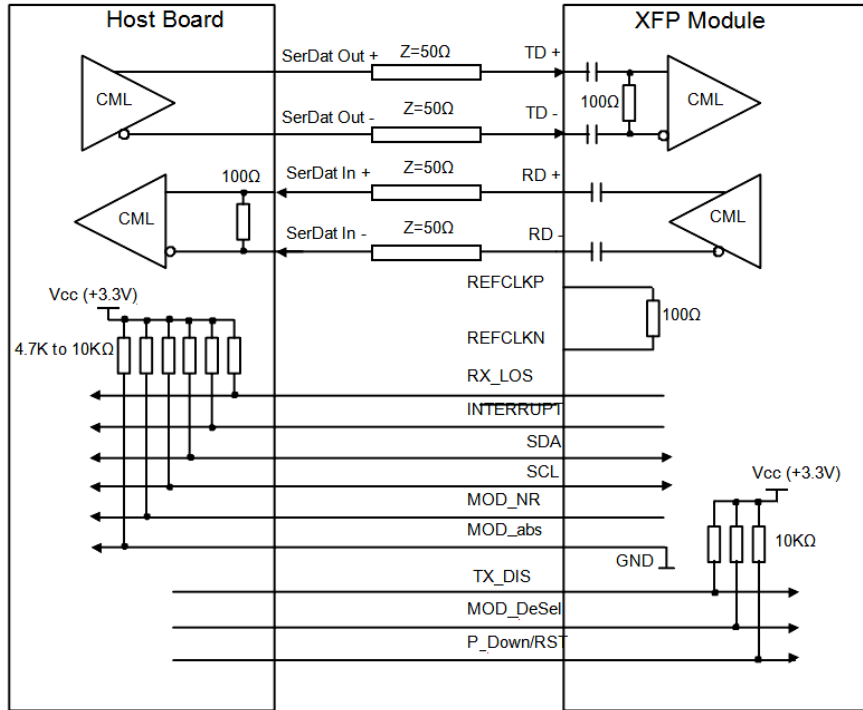 Host Board
XFP Module
SerDat Out +
Z=50Ω
TD +
CML
100Ω
CML
SerDat Out -
Z=50Ω
TD -
SerDat In +
Z=50Ω
RD +
100Ω
CML
CML
SerDat In -
Z=50Ω
RD -
REFCLKP
Vcc (+3.3V)
100Ω
REFCLKN
4.7K to 10KΩ
RX_LOS
INTERRUPT
SDA
SCL
Vcc (+3.3V)
MOD_NR
MOD_abs
10KΩ
GND
TX_DIS
MOD_DeSel
P_Down/RST